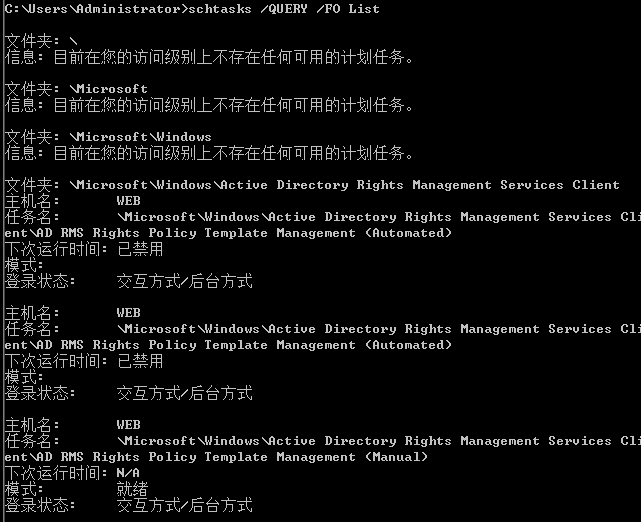 C:\Users\Administrator>schtasks /QUERY /FO List
文件夹: \
信息: 目前在您的访问级别上不存在任何可用的计划任务。
文件夹: \Microsoft
信息: 目前在您的访问级别上不存在任何可用的计划任务。
文件夹: \Microsoft\Windows
信息: 目前在您的访问级别上不存在任何可用的计划任务。
文件夹: \Microsoft\Windows\Active Directory Rights Management Services Client
主机名: WEB
任务名: \Microsoft\Windows\Active Directory Rights Management Services Cli
ent\AD RMS Rights Policy Template Management (Automated)
下次运行时间: 已禁用
模式:
登录状态: 交互方式/后台方式
主机名: WEB
任务名: \Microsoft\Windows\Active Directory Rights Management Services Cli
ent\AD RMS Rights Policy Template Management (Automated)
下次运行时间: 已禁用
模式:
登录状态: 交互方式/后台方式
主机名: WEB
任务名: \Microsoft\Windows\Active Directory Rights Management Services Cli
ent\AD RMS Rights Policy Template Management (Manual)
下次运行时间: N/A
模式: 就绪
登录状态: 交互方式/后台方式